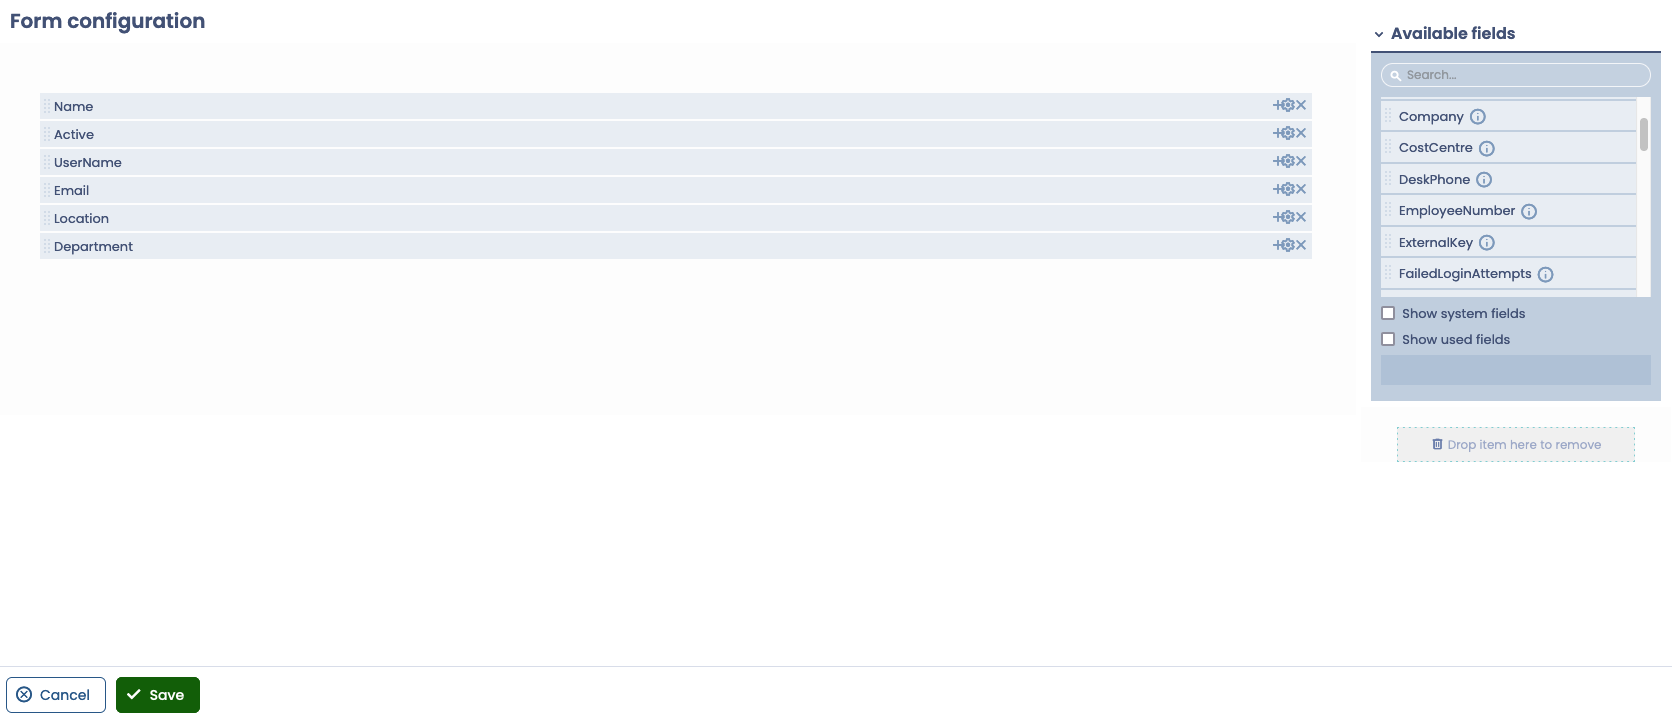 Form configuration
Name
Active
UserName
Email
Location
Department
Available fields
Search...
Company
CostCentre
DeskPhone
EmployeeNumber
ExternalKey
FailedLoginAttempts
Show system fields
Show used fields
Drop item here to remove
Cancel
Save